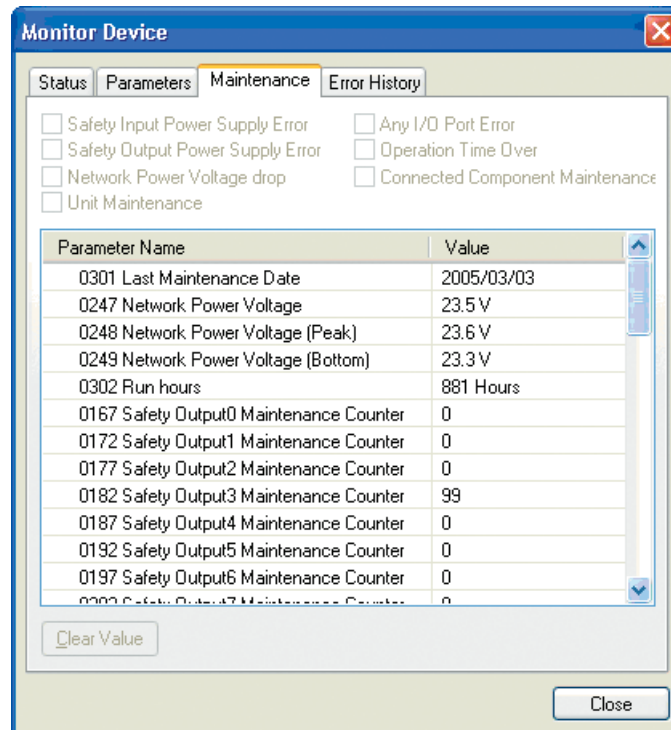 Monitor Device
Status Parameters Maintenance Error History
Safety Input Power Supply Error Any I/O Port Error
Safety Output Power Supply Error Operation Time Over
Network Power Voltage drop Connected Component Maintenance
Unit Maintenance
Parameter Name Value
0301 Last Maintenance Date 2005/03/03
0247 Network Power Voltage 23.5 V
0248 Network Power Voltage (Peak) 23.6 V
0249 Network Power Voltage (Bottom) 23.3 V
0302 Run hours 881 Hours
0167 Safety Output0 Maintenance Counter 0
0172 Safety Output1 Maintenance Counter 0
0177 Safety Output2 Maintenance Counter 0
0182 Safety Output3 Maintenance Counter 99
0187 Safety Output4 Maintenance Counter 0
0192 Safety Output5 Maintenance Counter 0
0197 Safety Output6 Maintenance Counter 0
Safety Output7 Maintenance Counter 0
Clear Value
Close